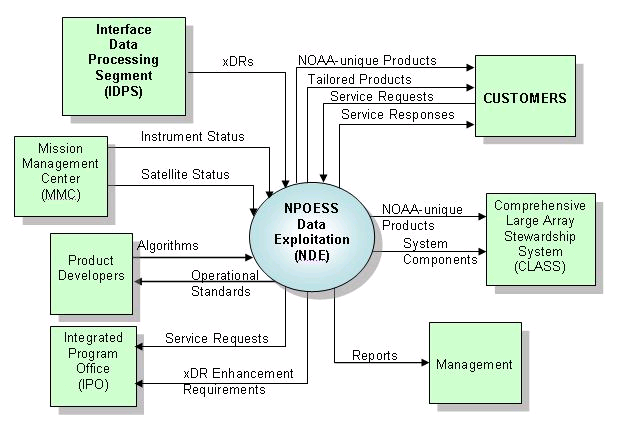 Interface
Data
Processing
Segment
(IDPS)
xDRs
NOAA-unique Products
Tailored Products
Service Requests
Service Responses
CUSTOMERS
Mission
Management
Center
(MMC)
Instrument Status
Satellite Status
NPOESS
Data
Exploitation
(NDE)
NOAA-unique
Products
System
Components
Comprehensive
Large Array
Stewardship
System
(CLASS)
Product
Developers
Algorithms
Operational
Standards
Integrated
Program
Office
(IPO)
Service Requests
xDR Enhancement
Requirements
Reports
Management